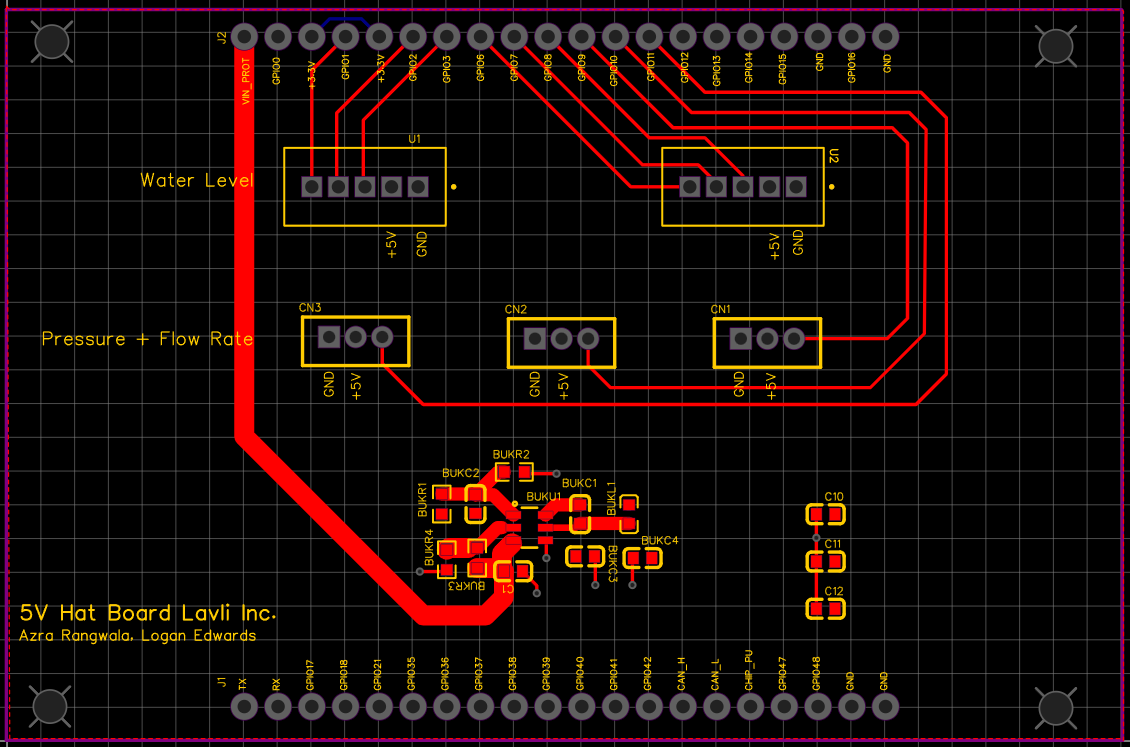 J2
VIN_PROT
GPIO0
+3.3V
GPIO1
+3.3V
GPIO2
GPIO3
GPIO6
GPIO7
GPIO8
GPIO9
GPIO10
GPIO11
GPIO12
GPIO13
GPIO14
GPIO15
GND
GPIO16
GND
U1
U2
Water Level
+5V
GND
+5V
GND
CN3
CN2
CN1
Pressure + Flow Rate
GND
+5V
GND
+5V
GND
+5V
BUKR2
BUKC2
BUKC1
BUKR1
BUKU1
BUKL1
C10
BUKR4
BUKC4
C11
BUKR3
C1
BUKC3
C12
5V Hat Board Lavli Inc.
Azra Rangwala, Logan Edwards
J1
TX
RX
GPIO17
GPIO18
GPIO21
GPIO35
GPIO36
GPIO37
GPIO38
GPIO39
GPIO40
GPIO41
GPIO42
CAN_H
CAN_L
CHIP_PU
GPIO47
GPIO48
GND
GND